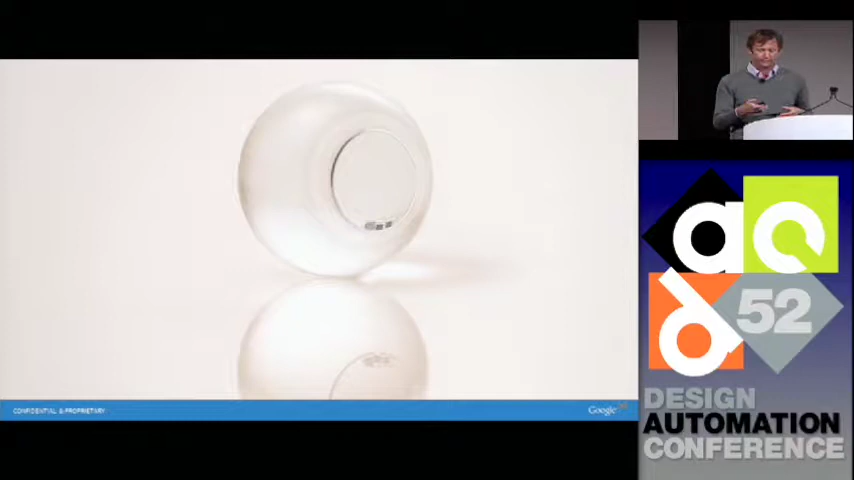 CONFIDENTIAL & PROPRIETARY
Google
52
DESIGN
AUTOMATION
CONFERENCE